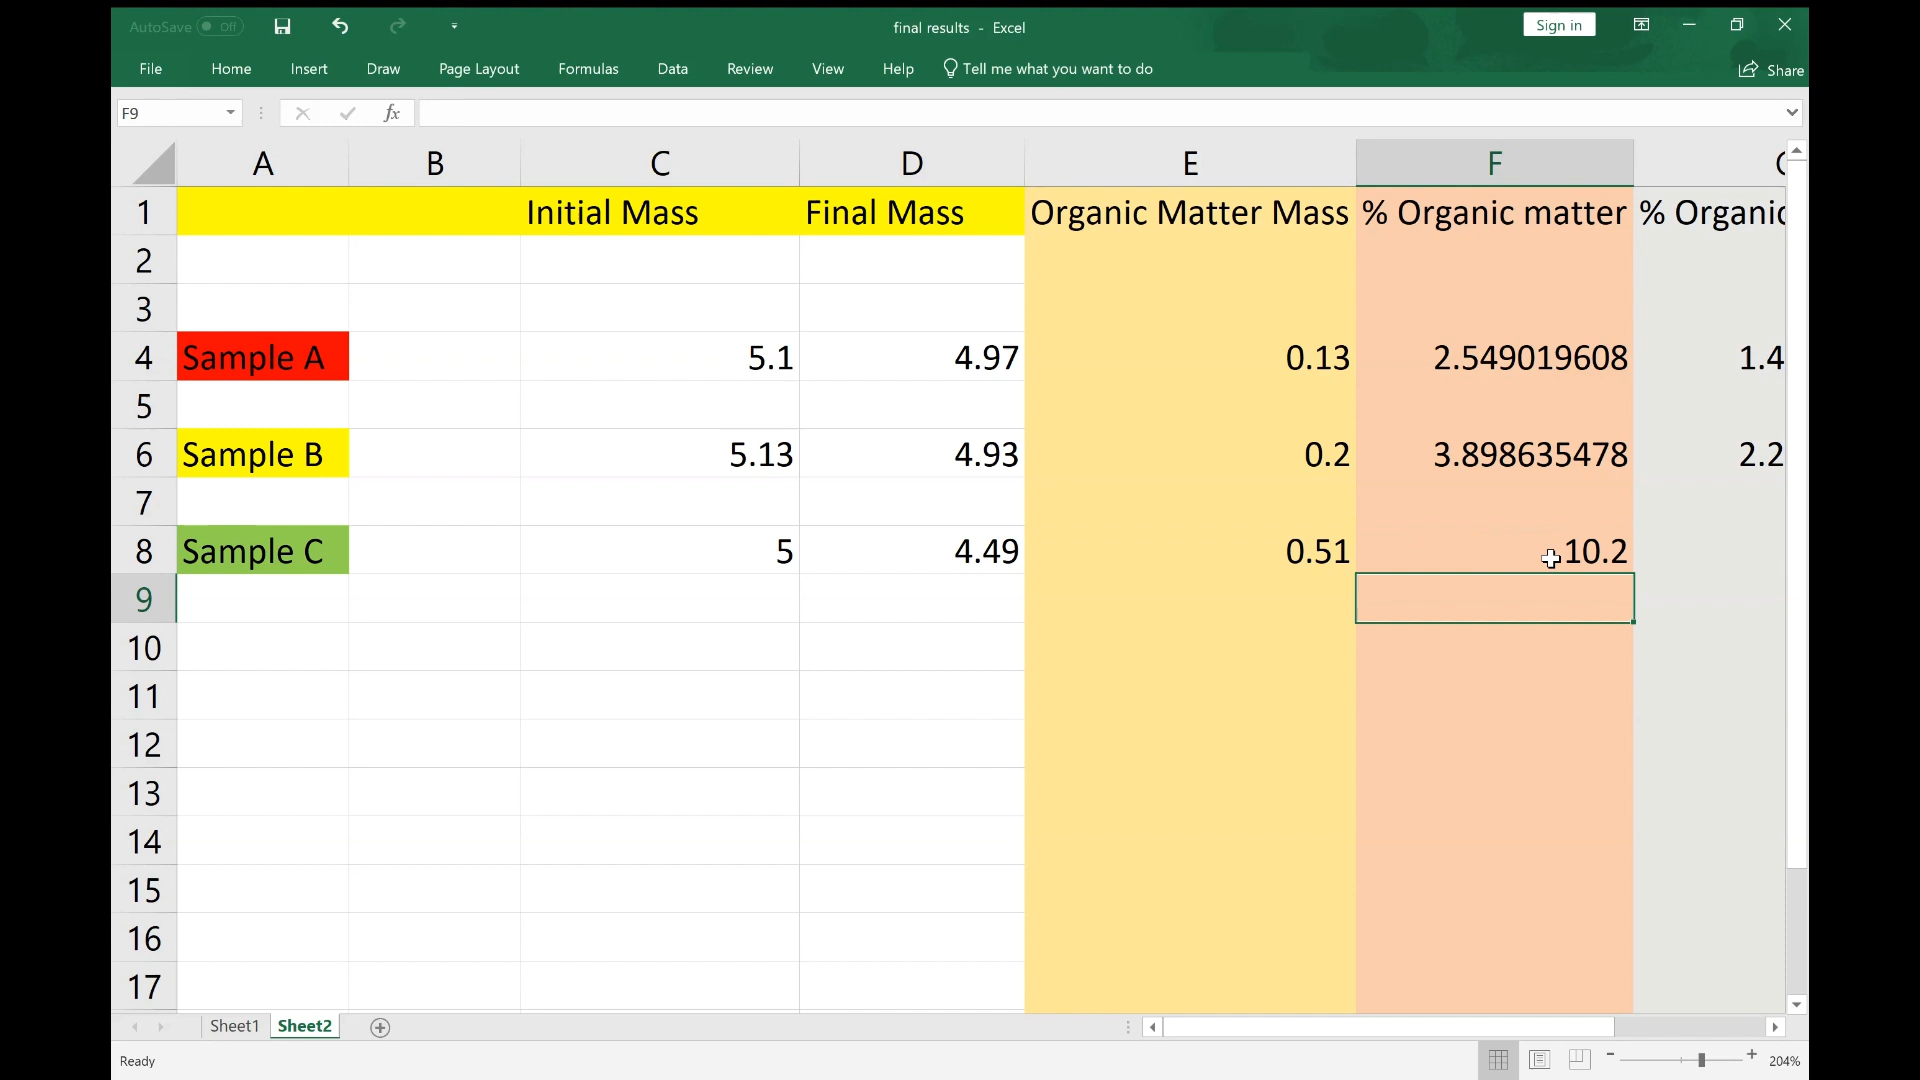 AutoSave Off final results - Excel Sign in
File Home Insert Draw Page Layout Formulas Data Review View Help Tell me what you want to do Share
F9 fx
A B C D E F
1 Initial Mass Final Mass Organic Matter Mass % Organic matter % Organic
2
3
4 Sample A 5.1 4.97 0.13 2.549019608 1.4
5
6 Sample B 5.13 4.93 0.2 3.898635478 2.2
7
8 Sample C 5 4.49 0.51 10.2
9
10
11
12
13
14
15
16
17
Sheet1 Sheet2
Ready 204%